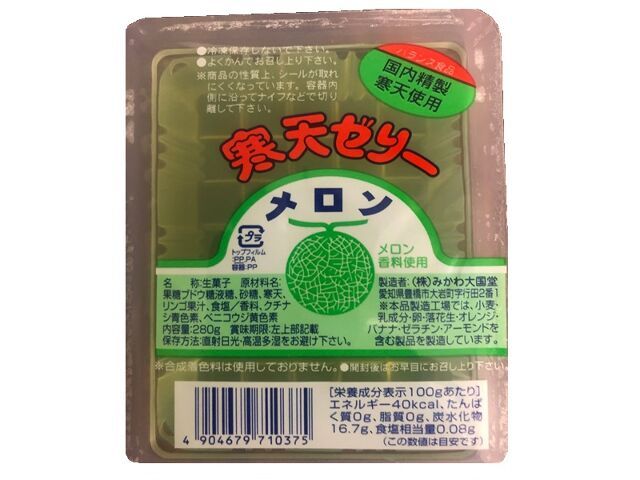 ●冷凍保存しないで下さい。
●よくかんでお召し上り下さい。
※商品の性質上、シールが取れ
にくくなっています。容器内
側に沿ってナイフなどで切り
離して下さい。
バランス食品
国内精製
寒天使用
寒天ゼリー
メロン
プラ
トップフィルム
:PP,PA
容器:PP
メロン
香料使用
名　称:生菓子　原材料名:
果糖ブドウ糖液糖、砂糖、寒天、
リンゴ果汁、食塩／香料、クチナ
シ青色素、ベニコウジ黄色素
内容量:280g　賞味期限:左上部記載
保存方法:直射日光・高温多湿をお避け下さい。
製造者:（株）みかわ大国堂
愛知県豊橋市大岩町字行田2番1
※本品製造工場では、小麦・
乳成分・卵・落花生・オレンジ・
バナナ・ゼラチン・アーモンドを
含む製品を製造しています。
※合成着色料は使用しておりません。●開封後はお早目にお召し上り下さい。
4 904679 710375
［栄養成分表示100gあたり］
エネルギー40kcal、たんぱ
く質0g、脂質0g、炭水化物
16.7g、食塩相当量0.08g
（この数値は目安です）